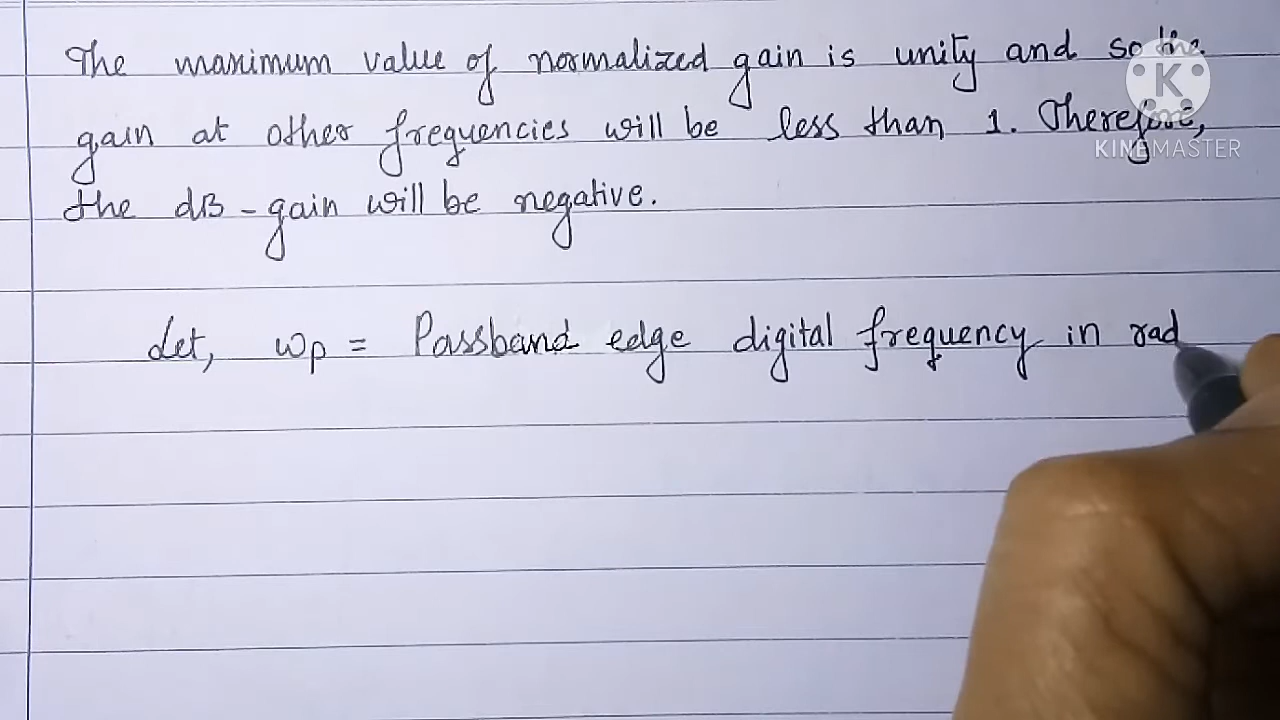 The maximum value of normalized gain is unity and so the
gain at other frequencies will be less than 1. Therefore,
the dB-gain will be negative.
Let, ωp = Passband edge digital frequency in rad
K
KINEMASTER